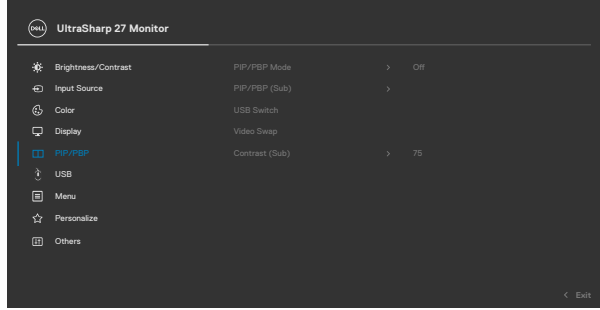 DELL UltraSharp 27 Monitor
Brightness/Contrast PIP/PBP Mode > Off
Input Source PIP/PBP (Sub) >
Color USB Switch
Display Video Swap
PIP/PBP Contrast (Sub) > 75
USB
Menu
Personalize
Others
< Exit